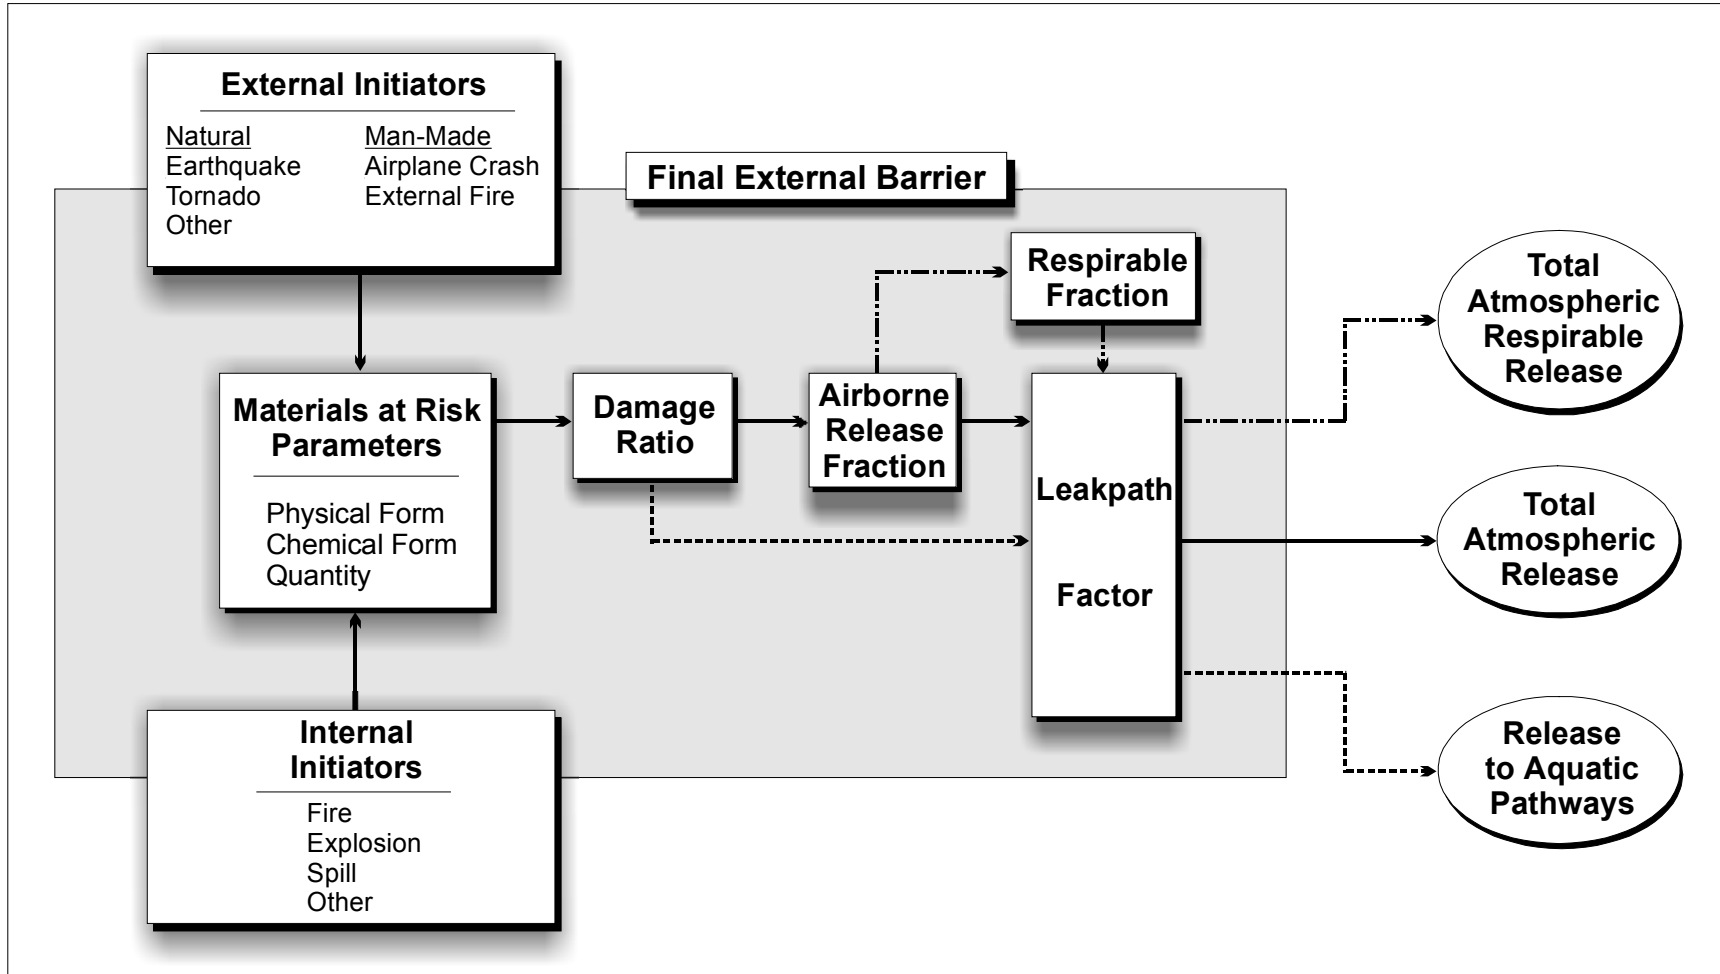 External Initiators
Natural
Earthquake
Tornado
Other
Man-Made
Airplane Crash
External Fire
Final External Barrier
Respirable
Fraction
Total
Atmospheric
Respirable
Release
Materials at Risk
Parameters
Physical Form
Chemical Form
Quantity
Damage
Ratio
Airborne
Release
Fraction
Leakpath
Factor
Total
Atmospheric
Release
Internal
Initiators
Fire
Explosion
Spill
Other
Release
to Aquatic
Pathways